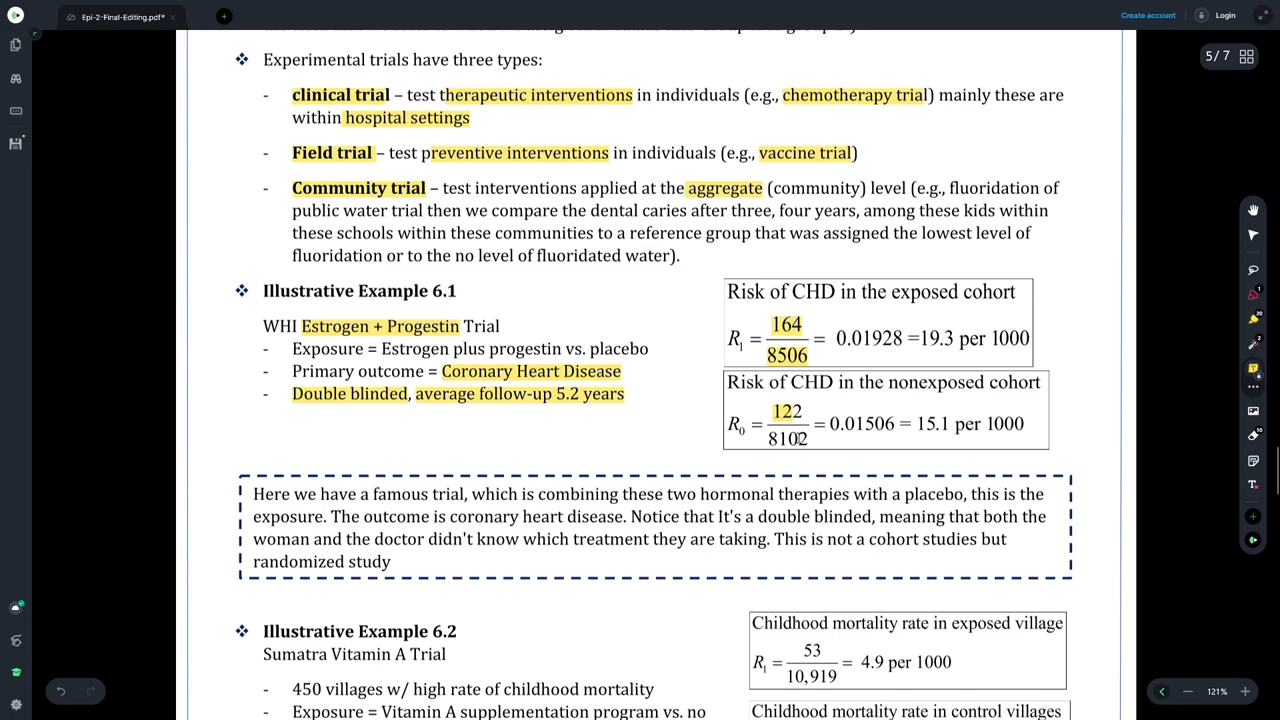 Epi-2-Final-Editing.pdf*
Create account
Login
5/ 7
❖ Experimental trials have three types:
- clinical trial – test therapeutic interventions in individuals (e.g., chemotherapy trial) mainly these are
within hospital settings
- Field trial – test preventive interventions in individuals (e.g., vaccine trial)
- Community trial – test interventions applied at the aggregate (community) level (e.g., fluoridation of
public water trial then we compare the dental caries after three, four years, among these kids within
these schools within these communities to a reference group that was assigned the lowest level of
fluoridation or to the no level of fluoridated water).
❖ Illustrative Example 6.1
WHI Estrogen + Progestin Trial
- Exposure = Estrogen plus progestin vs. placebo
- Primary outcome = Coronary Heart Disease
- Double blinded, average follow-up 5.2 years
Risk of CHD in the exposed cohort
R₁ = 164/8506 = 0.01928 =19.3 per 1000
Risk of CHD in the nonexposed cohort
R₀ = 122/8102 = 0.01506 = 15.1 per 1000
Here we have a famous trial, which is combining these two hormonal therapies with a placebo, this is the
exposure. The outcome is coronary heart disease. Notice that It's a double blinded, meaning that both the
woman and the doctor didn't know which treatment they are taking. This is not a cohort studies but
randomized study
❖ Illustrative Example 6.2
Sumatra Vitamin A Trial
- 450 villages w/ high rate of childhood mortality
- Exposure = Vitamin A supplementation program vs. no
Childhood mortality rate in exposed village
R₁ = 53/10,919 = 4.9 per 1000
Childhood mortality rate in control villages
121%